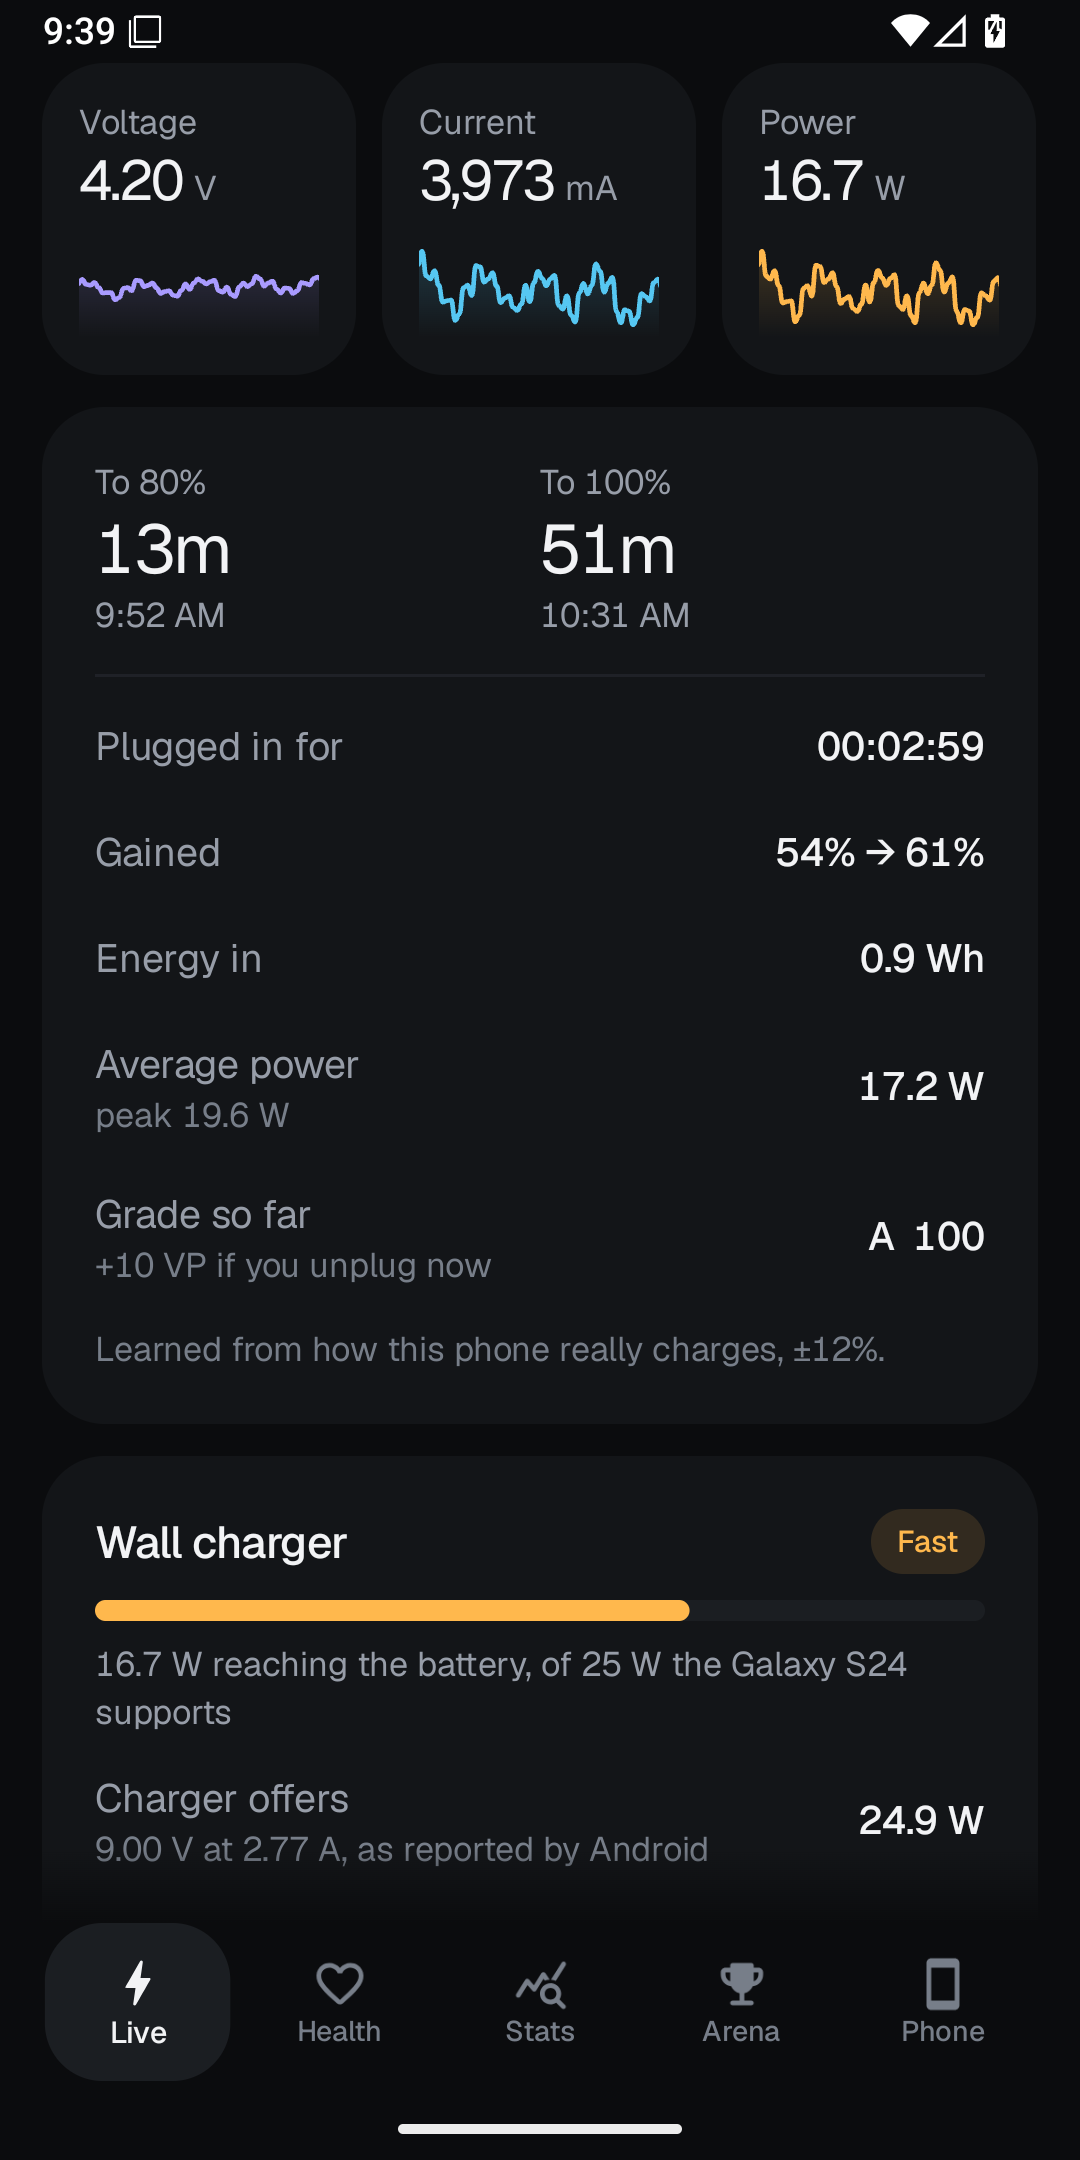 9:39
Voltage
4.20 V
Current
3,973 mA
Power
16.7 W
To 80%
13m
9:52 AM
To 100%
51m
10:31 AM
Plugged in for
00:02:59
Gained
54% → 61%
Energy in
0.9 Wh
Average power
peak 19.6 W
17.2 W
Grade so far
+10 VP if you unplug now
A 100
Learned from how this phone really charges, ±12%.
Wall charger
Fast
16.7 W reaching the battery, of 25 W the Galaxy S24
supports
Charger offers
9.00 V at 2.77 A, as reported by Android
24.9 W
Live
Health
Stats
Arena
Phone